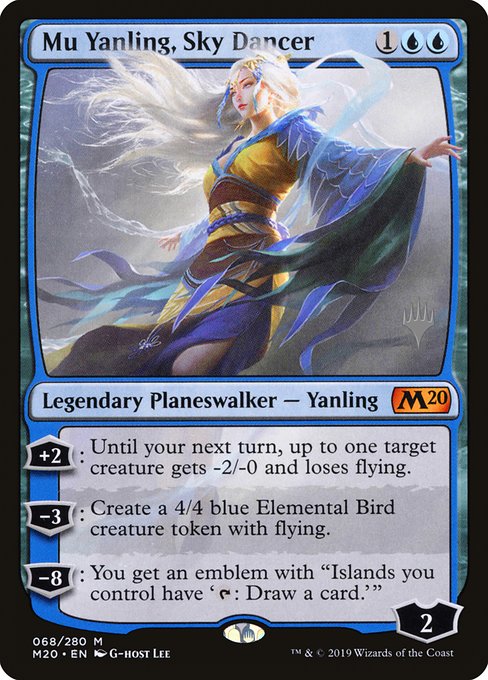 Mu Yanling, Sky Dancer 1
Legendary Planeswalker — Yanling M20
+2: Until your next turn, up to one target
creature gets -2/-0 and loses flying.
−3: Create a 4/4 blue Elemental Bird
creature token with flying.
−8: You get an emblem with “Islands you
control have ‘: Draw a card.’”
2
068/280 M
M20 • EN G-HOST LEE
™ & © 2019 Wizards of the Coast